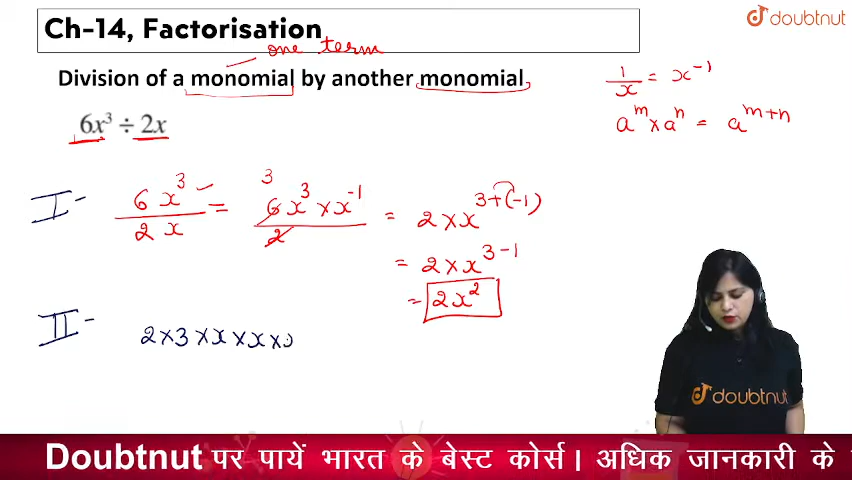 Ch-14, Factorisation
doubtnut
one term
Division of a monomial by another monomial
1/x = x⁻¹
aᵐ × aⁿ = aᵐ⁺ⁿ
6x³ ÷ 2x
I - 6x³ / 2x = 6x³ × x⁻¹ / 2 = 2 × x³⁺⁽⁻¹⁾
3
= 2 × x³⁻¹
= 2x²
II - 2 × 3 × x × x ×
doubtnut
Doubtnut पर पायें भारत के बेस्ट कोर्स। अधिक जानकारी के